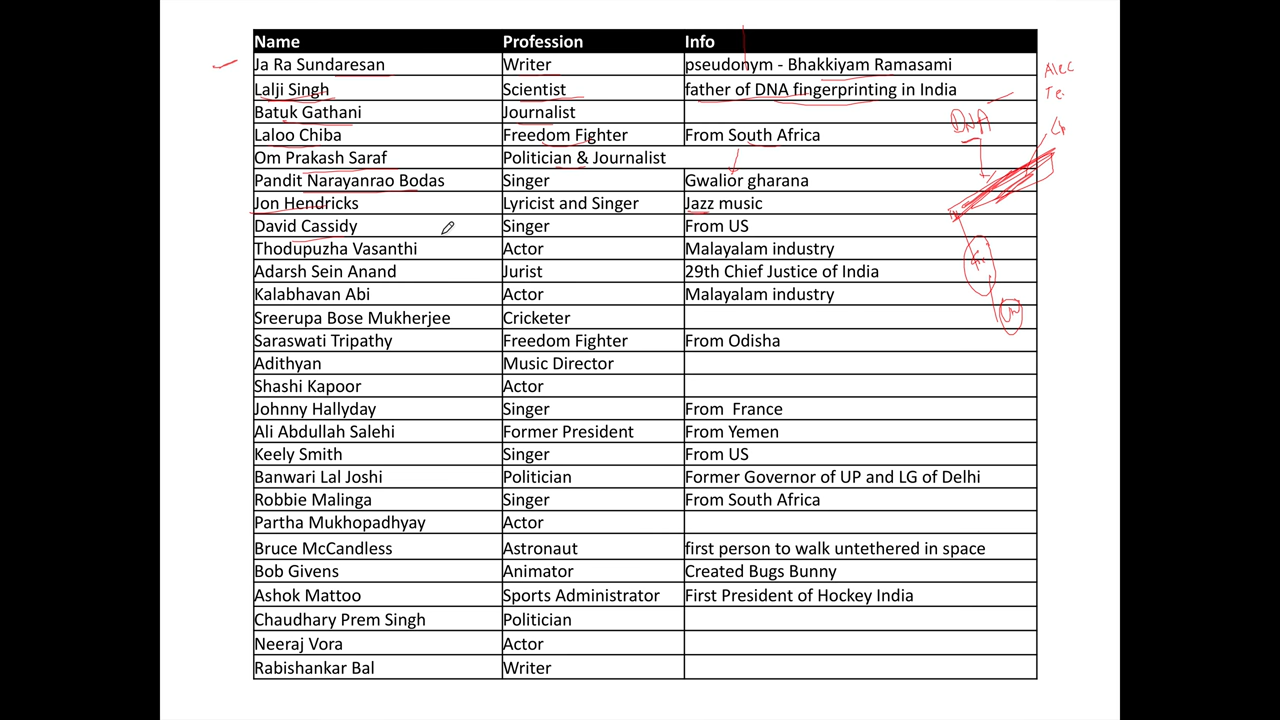 Name Profession Info
Ja Ra Sundaresan Writer pseudonym - Bhakkiyam Ramasami
Alec
Lalji Singh Scientist father of DNA fingerprinting in India
Te
Batuk Gathani Journalist
DNA
Laloo Chiba Freedom Fighter From South Africa
Om Prakash Saraf Politician & Journalist
Pandit Narayanrao Bodas Singer Gwalior gharana
Jon Hendricks Lyricist and Singer Jazz music
David Cassidy Singer From US
Thodupuzha Vasanthi Actor Malayalam industry
Adarsh Sein Anand Jurist 29th Chief Justice of India
Kalabhavan Abi Actor Malayalam industry
Sreerupa Bose Mukherjee Cricketer
Saraswati Tripathy Freedom Fighter From Odisha
Adithyan Music Director
Shashi Kapoor Actor
Johnny Hallyday Singer From France
Ali Abdullah Salehi Former President From Yemen
Keely Smith Singer From US
Banwari Lal Joshi Politician Former Governor of UP and LG of Delhi
Robbie Malinga Singer From South Africa
Partha Mukhopadhyay Actor
Bruce McCandless Astronaut first person to walk untethered in space
Bob Givens Animator Created Bugs Bunny
Ashok Mattoo Sports Administrator First President of Hockey India
Chaudhary Prem Singh Politician
Neeraj Vora Actor
Rabishankar Bal Writer